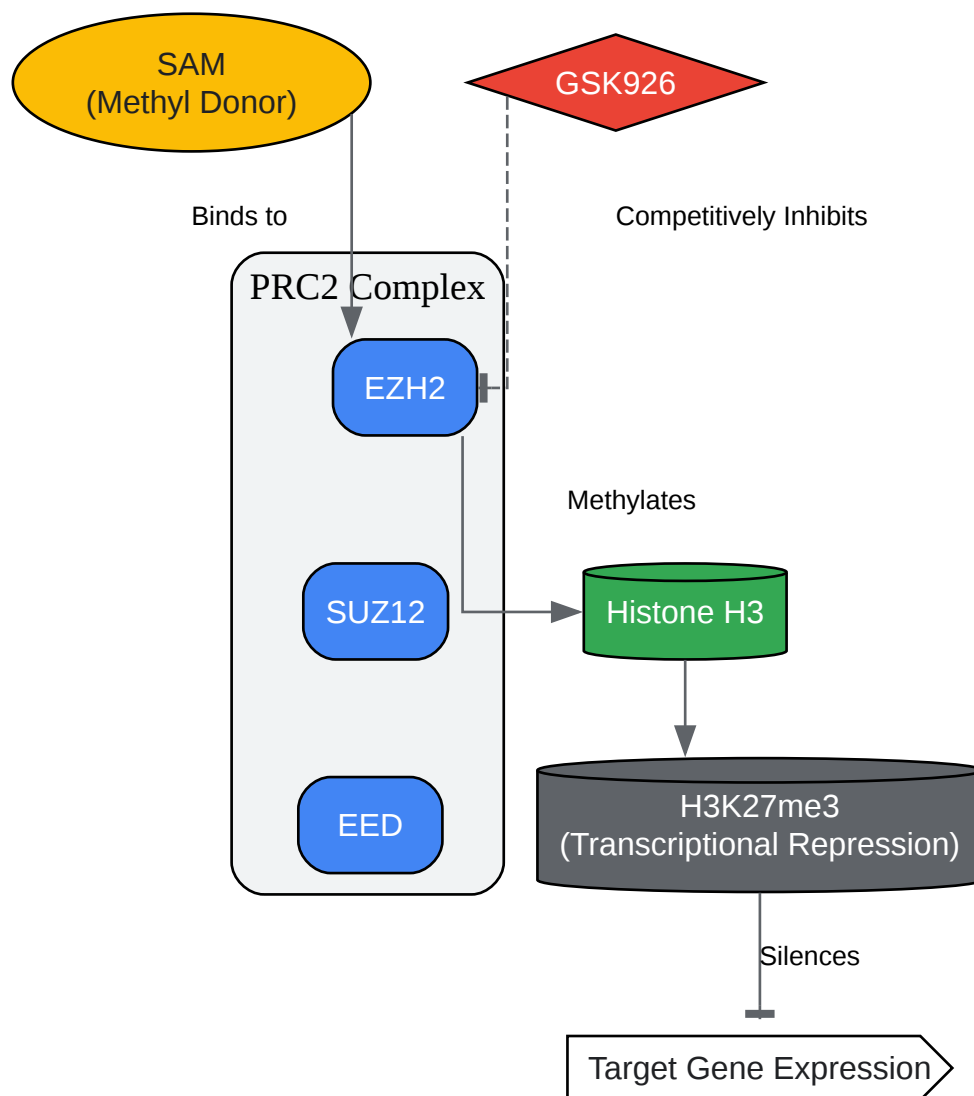 SAM
(Methyl Donor)
GSK926
Binds to
Competitively Inhibits
PRC2 Complex
EZH2
Methylates
SUZ12
Histone H3
EED
H3K27me3
(Transcriptional Repression)
Silences
Target Gene Expression